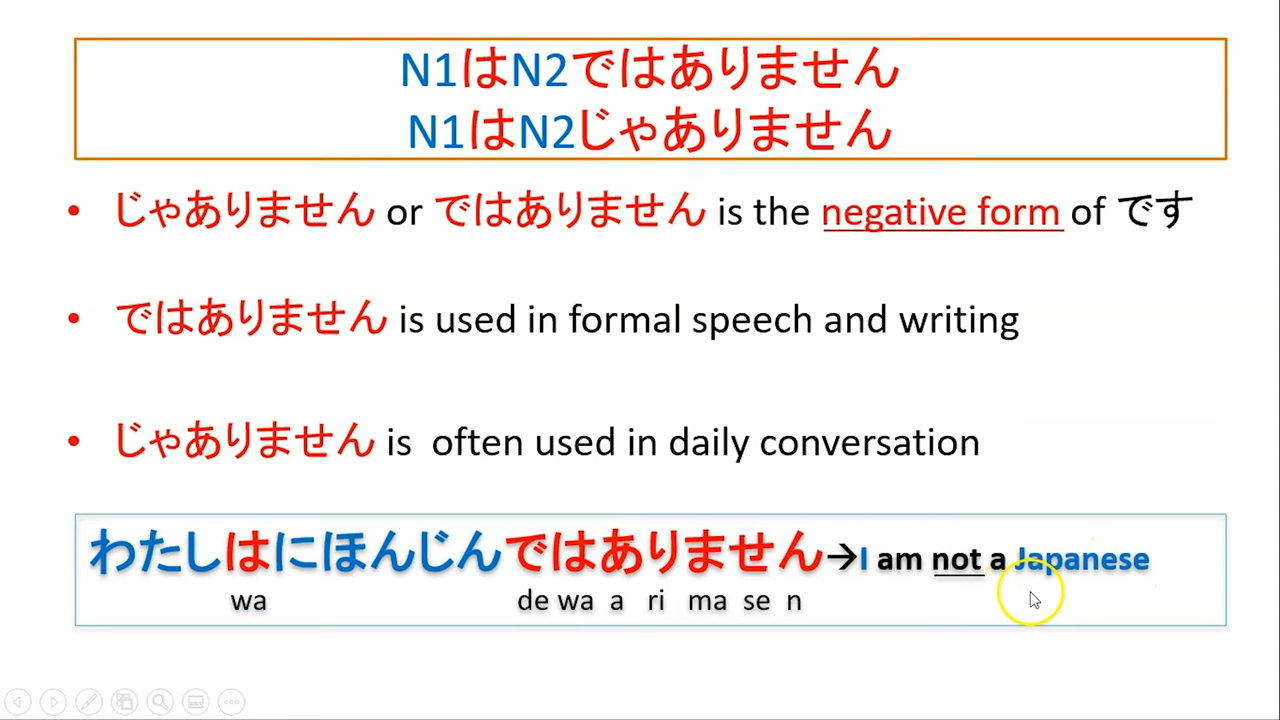 N1はN2ではありません
N1はN2じゃありません
• じゃありません or ではありません is the negative form of です
• ではありません is used in formal speech and writing
• じゃありません is often used in daily conversation
わたしはにほんじんではありません→I am not a Japanese
wa de wa a ri ma se n